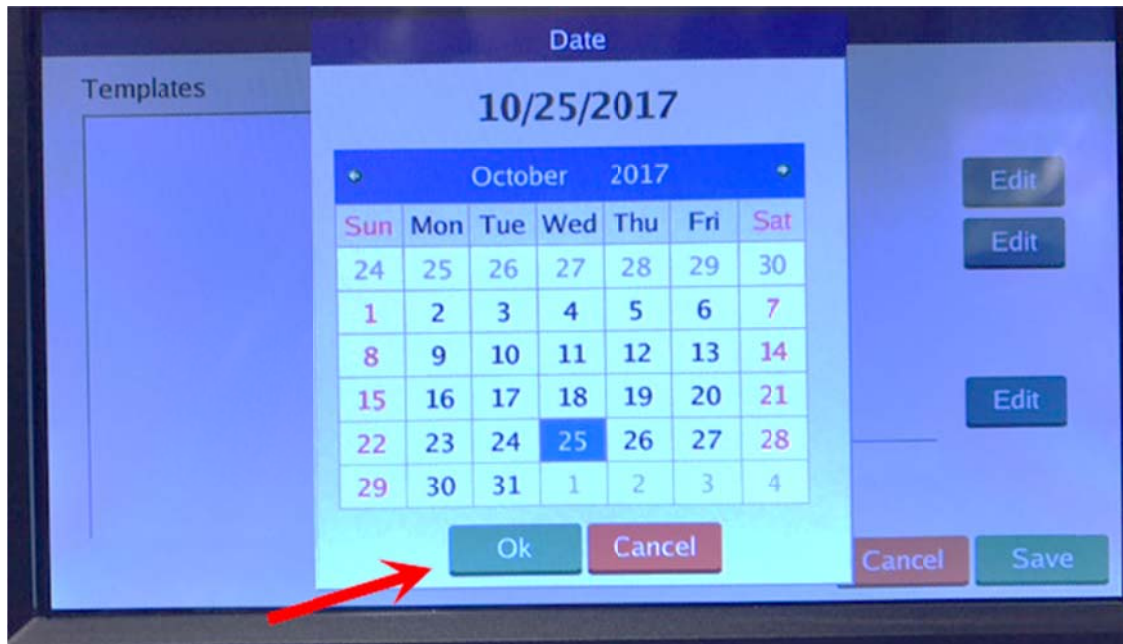 Date
Templates
10/25/2017
October 2017
Edit
Sun Mon Tue Wed Thu Fri Sat
Edit
24 25 26 27 28 29 30
1 2 3 4 5 6 7
8 9 10 11 12 13 14
15 16 17 18 19 20 21
Edit
22 23 24 25 26 27 28
29 30 31 1 2 3 4
Ok Cancel
Cancel Save